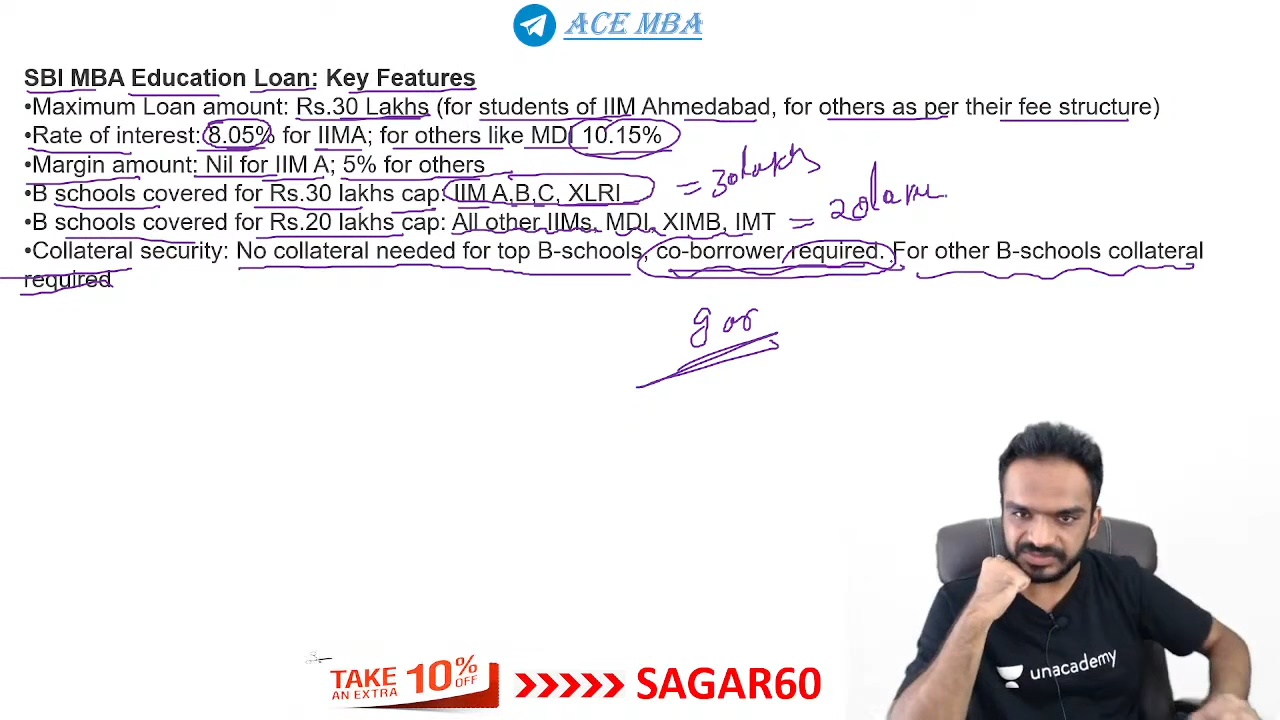 ACE MBA
SBI MBA Education Loan: Key Features
•Maximum Loan amount: Rs.30 Lakhs (for students of IIM Ahmedabad, for others as per their fee structure)
•Rate of interest: 8.05% for IIMA; for others like MDI 10.15%
•Margin amount: Nil for IIM A; 5% for others
•B schools covered for Rs.30 lakhs cap: IIM A,B,C, XLRI
= 30 lakhs
•B schools covered for Rs.20 lakhs cap: All other IIMs, MDI, XIMB, IMT
= 20
•Collateral security: No collateral needed for top B-schools, co-borrower required. For other B-schools collateral
required
unacademy
TAKE
AN EXTRA
10% OFF
SAGAR60